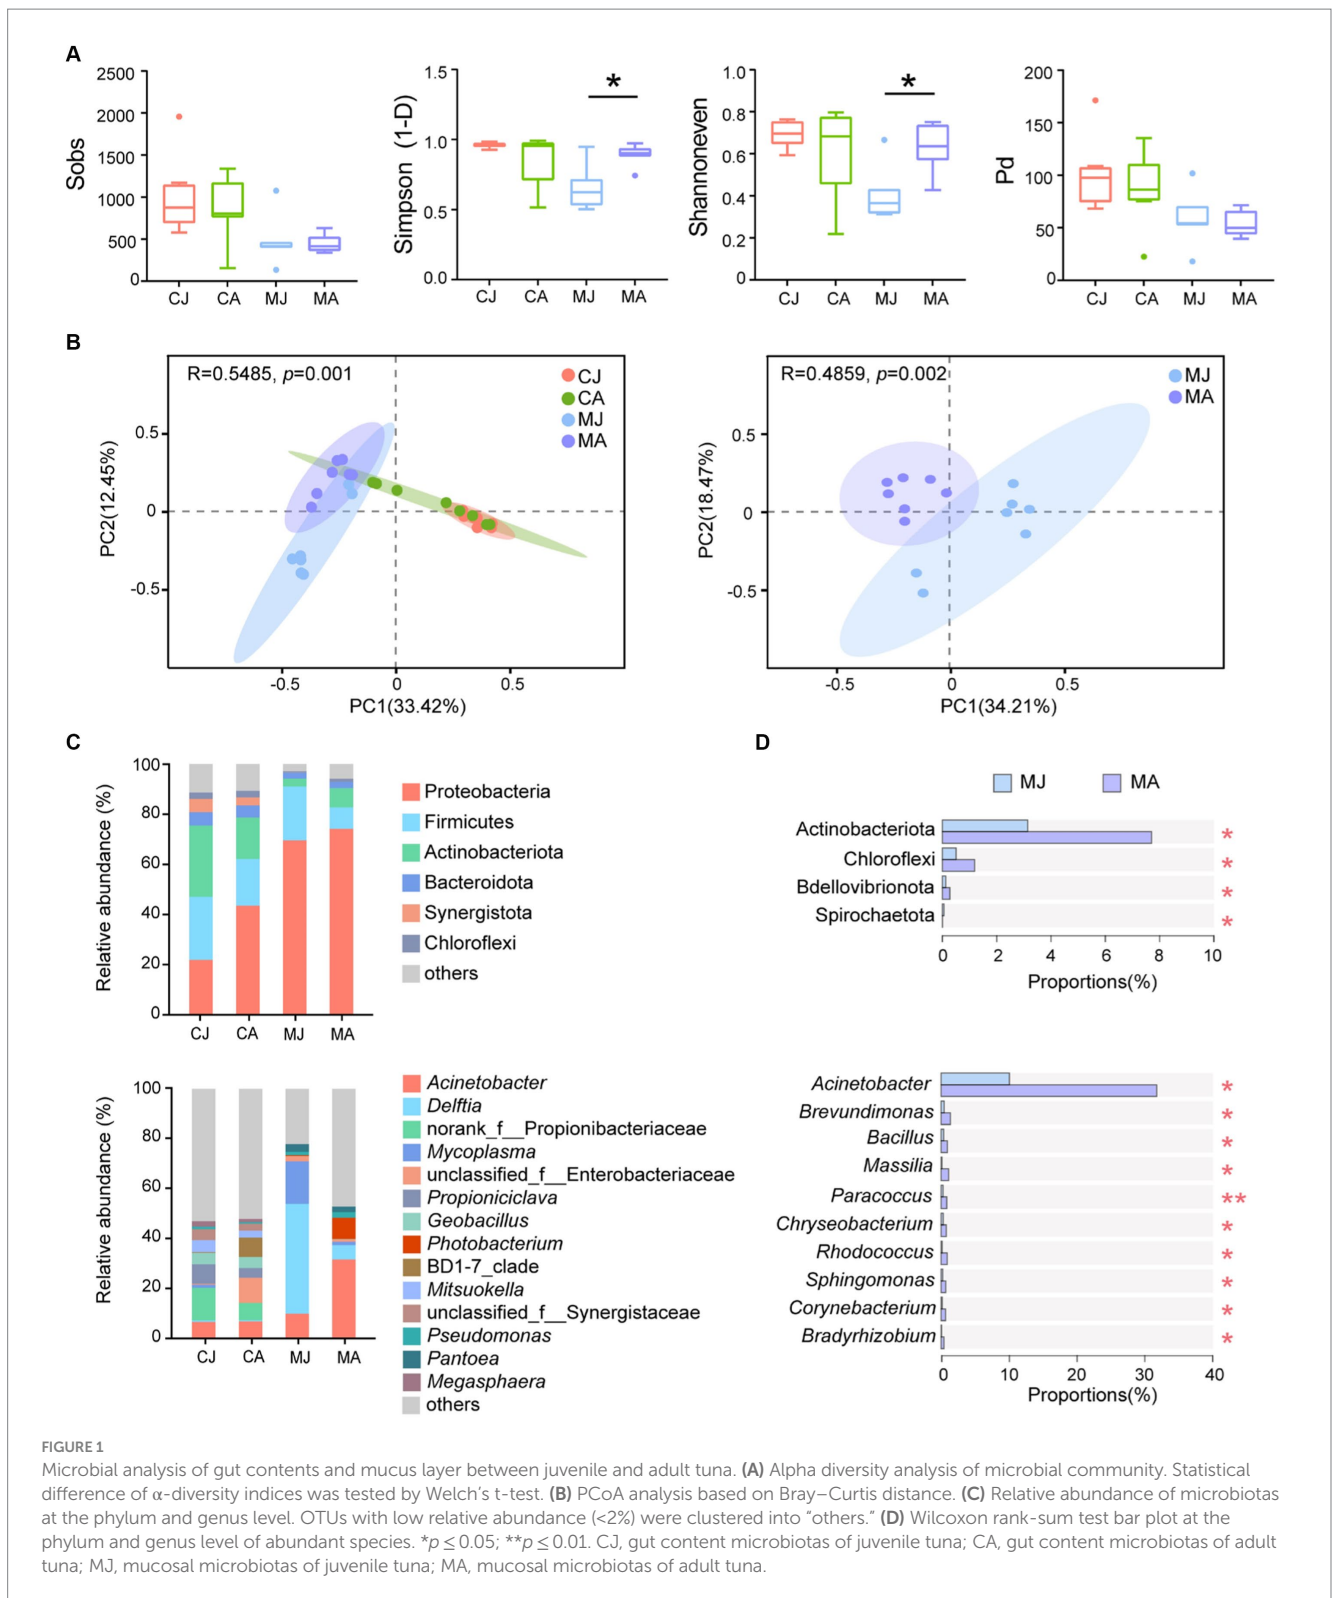 A
2500
2000
1500
1000
500
0
Sobs
CJ CA MJ MA
1.5
1.0
0.5
0.0
Simpson (1-D)
*
CJ CA MJ MA
1.0
0.8
0.6
0.4
0.2
0
Shannoneven
*
CJ CA MJ MA
200
150
100
50
0
Pd
CJ CA MJ MA
B
R=0.5485, p=0.001
CJ
CA
MJ
MA
0.5
0
-0.5
PC2(12.45%)
-0.5 0 0.5
PC1(33.42%)
R=0.4859, p=0.002
MJ
MA
0.5
0
-0.5
PC2(18.47%)
-0.5 0 0.5
PC1(34.21%)
C
100
80
60
40
20
0
Relative abundance (%)
CJ CA MJ MA
Proteobacteria
Firmicutes
Actinobacteriota
Bacteroidota
Synergistota
Chloroflexi
others
100
80
60
40
20
0
Relative abundance (%)
CJ CA MJ MA
Acinetobacter
Delftia
norank_f__Propionibacteriaceae
Mycoplasma
unclassified_f__Enterobacteriaceae
Propioniciclava
Geobacillus
Photobacterium
BD1-7_clade
Mitsuokella
unclassified_f__Synergistaceae
Pseudomonas
Pantoea
Megasphaera
others
D
MJ MA
Actinobacteriota *
Chloroflexi *
Bdellovibrionota *
Spirochaetota *
0 2 4 6 8 10
Proportions(%)
Acinetobacter *
Brevundimonas *
Bacillus *
Massilia *
Paracoccus **
Chryseobacterium *
Rhodococcus *
Sphingomonas *
Corynebacterium *
Bradyrhizobium *
0 10 20 30 40
Proportions(%)
FIGURE 1
Microbial analysis of gut contents and mucus layer between juvenile and adult tuna. (A) Alpha diversity analysis of microbial community. Statistical
difference of α-diversity indices was tested by Welch's t-test. (B) PCoA analysis based on Bray–Curtis distance. (C) Relative abundance of microbiotas
at the phylum and genus level. OTUs with low relative abundance (<2%) were clustered into "others." (D) Wilcoxon rank-sum test bar plot at the
phylum and genus level of abundant species. *p ≤ 0.05; **p ≤ 0.01. CJ, gut content microbiotas of juvenile tuna; CA, gut content microbiotas of adult
tuna; MJ, mucosal microbiotas of juvenile tuna; MA, mucosal microbiotas of adult tuna.